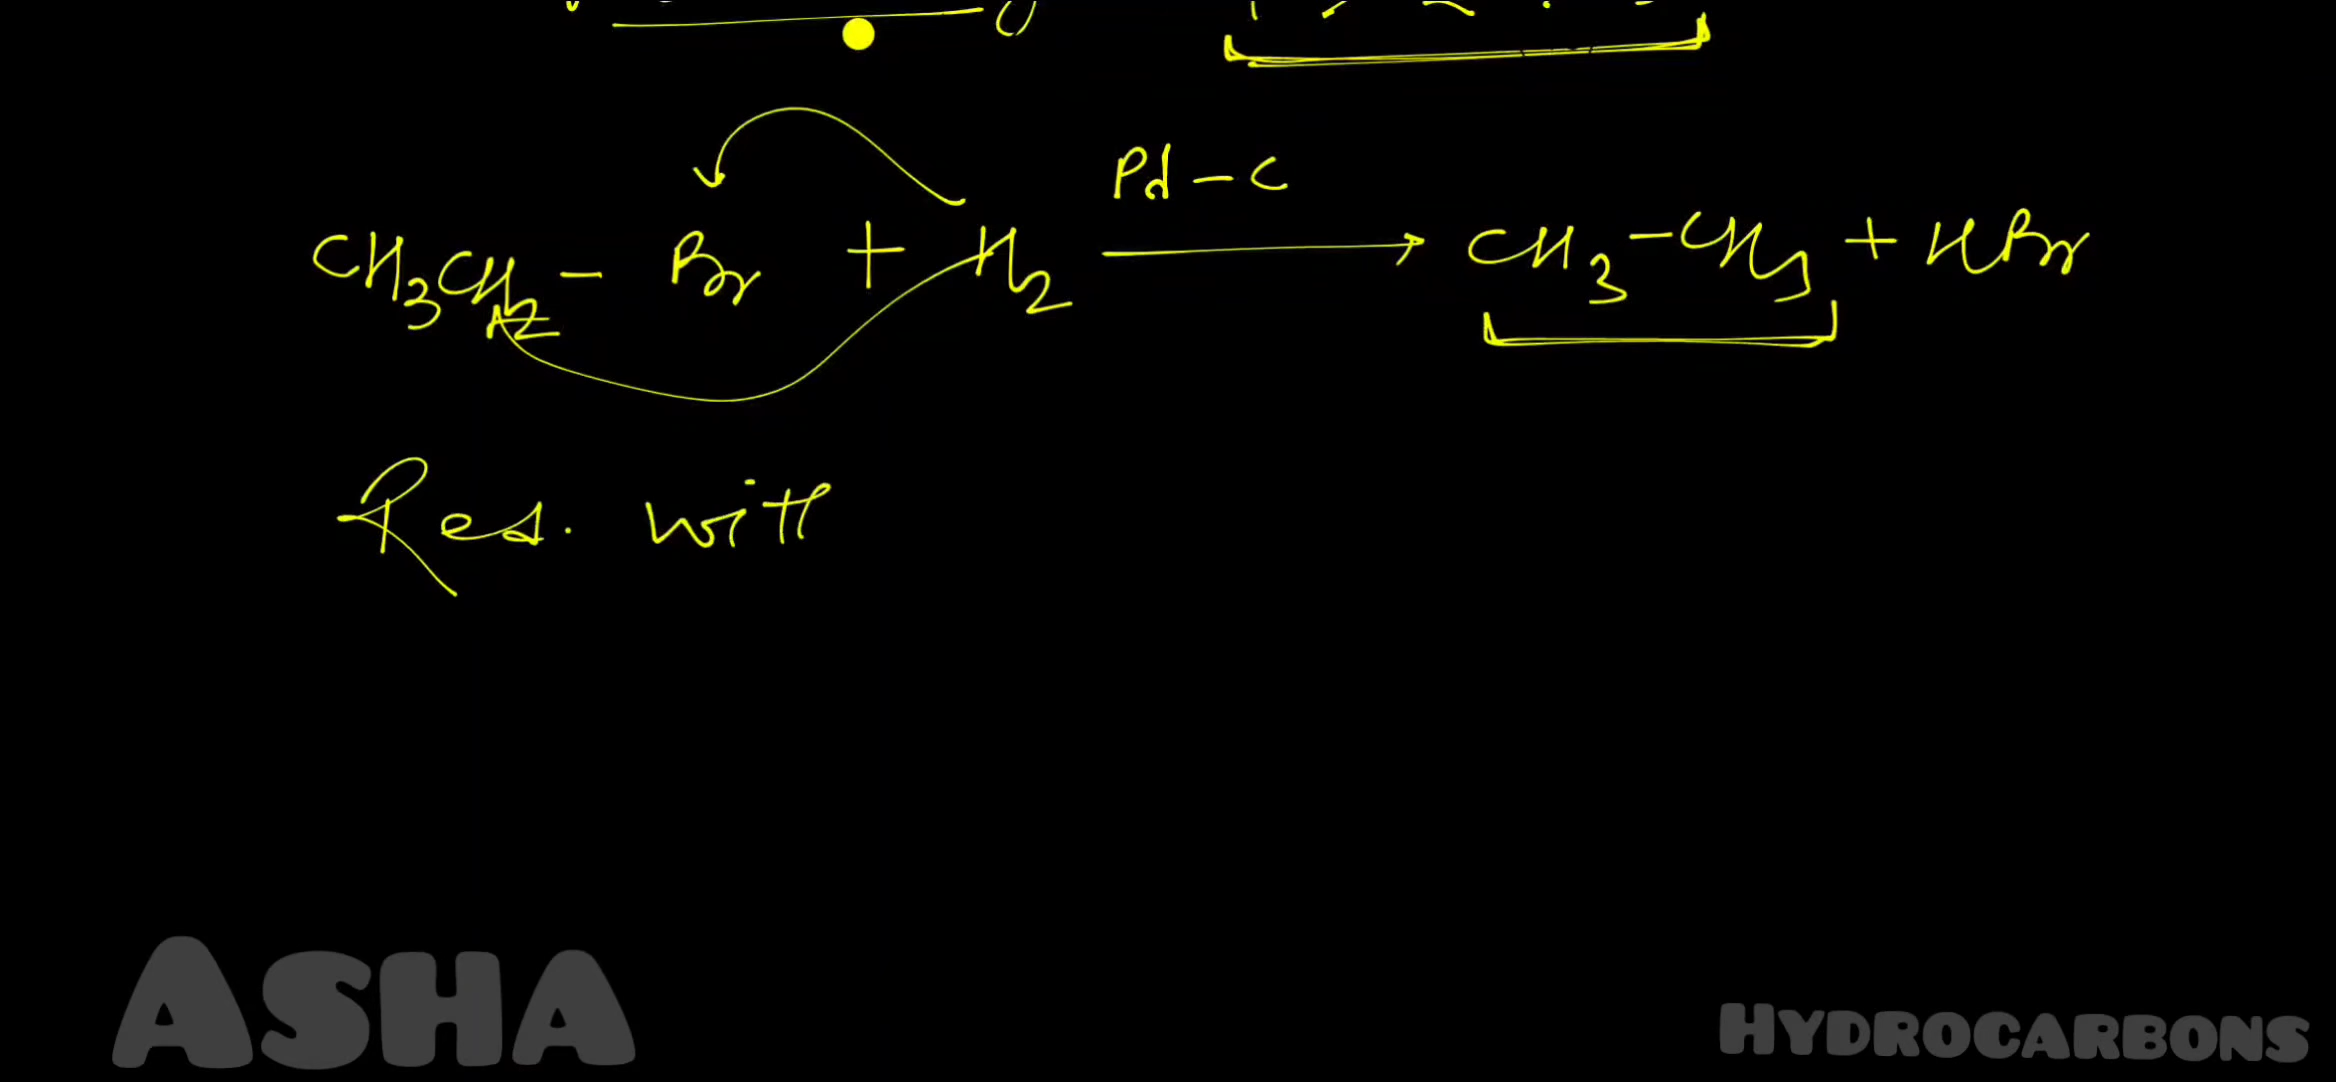 Pd - C
CH3CH2 - Br + H2 → CH3 - CH3 + HBr
Red. with
ASHA
HYDROCARBONS